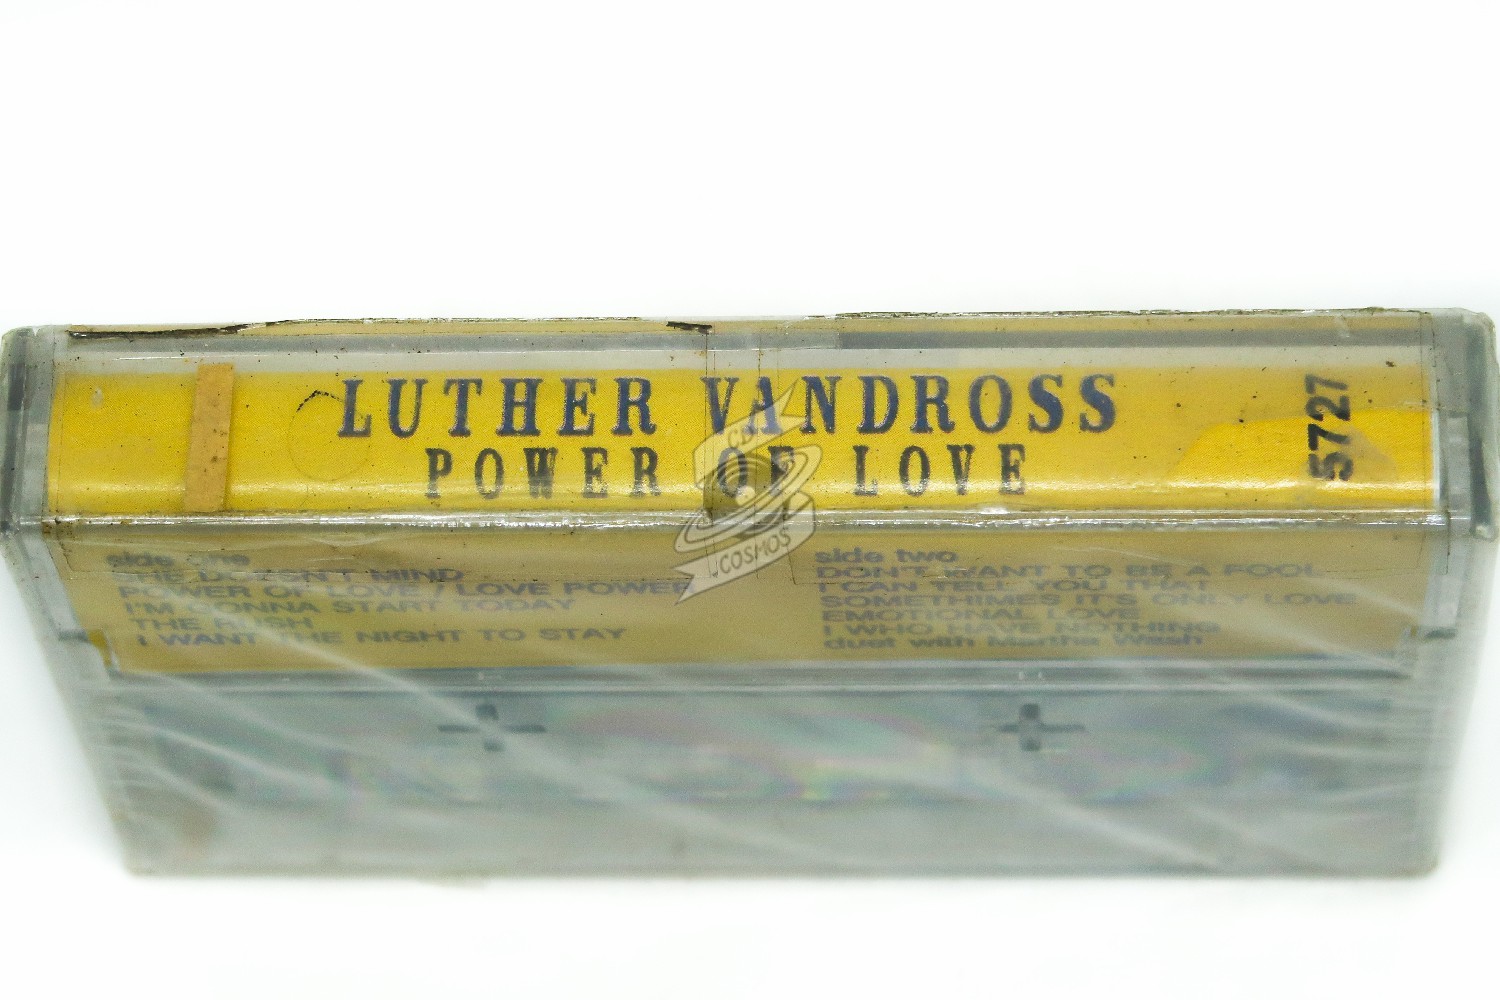 LUTHER VANDROSS
POWER OF LOVE
5727
side one
SHE DOESN'T MIND
POWER OF LOVE / LOVE POWER
I'M GONNA START TODAY
THE RUSH
I WANT THE NIGHT TO STAY
side two
DON'T WANT TO BE A FOOL
I CAN TELL YOU THAT
SOMETHIMES IT'S ONLY LOVE
EMOTIONAL LOVE
I WHO HAVE NOTHING
duet with Martha Wash
CD
COSMOS